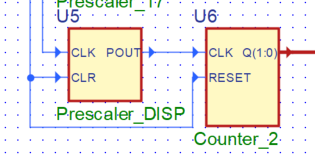 Prescaler_17
U5 U6
CLK POUT CLK Q(1:0)
CLR RESET
Prescaler_DISP
Counter_2